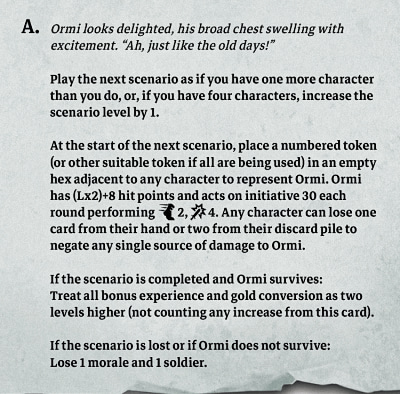 A. Ormi looks delighted, his broad chest swelling with
excitement. “Ah, just like the old days!”
Play the next scenario as if you have one more character
than you do, or, if you have four characters, increase the
scenario level by 1.
At the start of the next scenario, place a numbered token
(or other suitable token if all are being used) in an empty
hex adjacent to any character to represent Ormi. Ormi
has (Lx2)+8 hit points and acts on initiative 30 each
round performing 2, 4. Any character can lose one
card from their hand or two from their discard pile to
negate any single source of damage to Ormi.
If the scenario is completed and Ormi survives:
Treat all bonus experience and gold conversion as two
levels higher (not counting any increase from this card).
If the scenario is lost or if Ormi does not survive:
Lose 1 morale and 1 soldier.